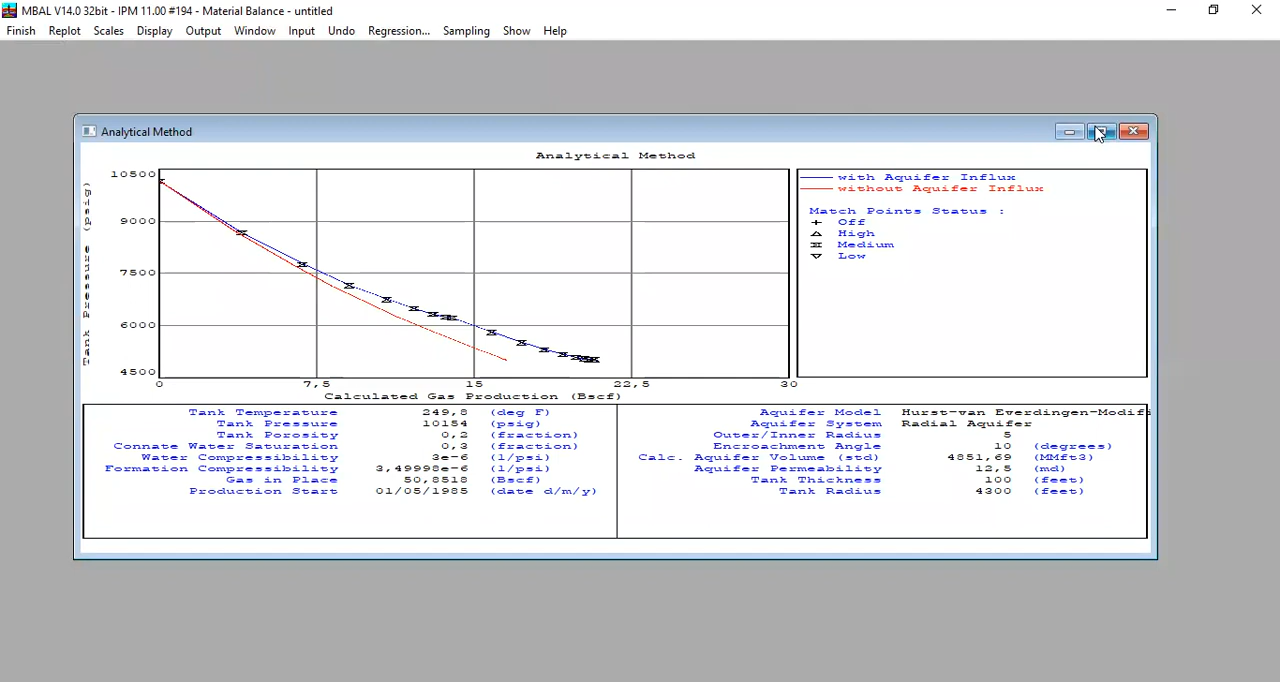 MBAL V14.0 32bit - IPM 11.00 #194 - Material Balance - untitled
Finish Replot Scales Display Output Window Input Undo Regression... Sampling Show Help
Analytical Method
Analytical Method
Tank Pressure (psig)
10500
9000
7500
6000
4500
0 7,5 15 22,5 30
Calculated Gas Production (Bscf)
with Aquifer Influx
without Aquifer Influx
Match Points Status :
Off
High
Medium
Low
Tank Temperature 249,8 (deg F)
Tank Pressure 10154 (psig)
Tank Porosity 0,2 (fraction)
Connate Water Saturation 0,3 (fraction)
Water Compressibility 3e-6 (1/psi)
Formation Compressibility 3,49998e-6 (1/psi)
Gas in Place 50,8518 (Bscf)
Production Start 01/05/1985 (date d/m/y)
Aquifer Model Hurst-van Everdingen-Modifi
Aquifer System Radial Aquifer
Outer/Inner Radius 5
Encroachment Angle 10 (degrees)
Calc. Aquifer Volume (std) 4851,69 (MMft3)
Aquifer Permeability 12,5 (md)
Tank Thickness 100 (feet)
Tank Radius 4300 (feet)